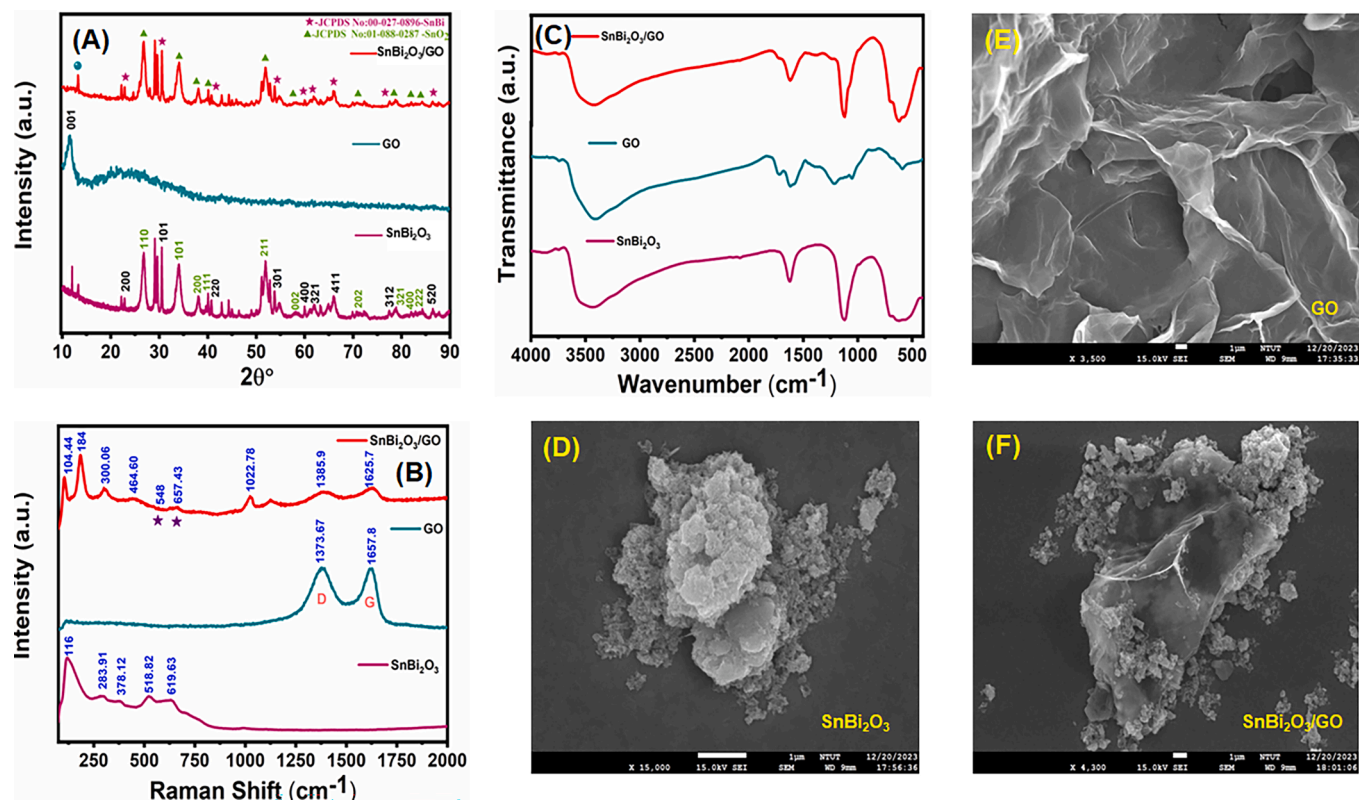 (A)
★-JCPDS No:00-027-0896-SnBi
▲-JCPDS No:01-088-0287 -SnO₂
SnBi₂O₃/GO
001
GO
SnBi₂O₃
200
110
101
101
200
111
220
211
301
002
400
321
411
202
312
321
400
222
520
Intensity (a.u.)
10 20 30 40 50 60 70 80 90
2θ°
(C)
SnBi₂O₃/GO
GO
SnBi₂O₃
Transmittance (a.u.)
4000 3500 3000 2500 2000 1500 1000 500
Wavenumber (cm⁻¹)
(E)
GO
X 3,500 15.0kV SEI 1µm NTUT 12/20/2023
SEM WD 9mm 17:35:33
(B)
104.44
184
300.06
464.60
548
657.43
1022.78
1385.9
1625.7
SnBi₂O₃/GO
GO
1373.67
1657.8
D
G
SnBi₂O₃
116
283.91
378.12
518.82
619.63
Intensity (a.u.)
250 500 750 1000 1250 1500 1750 2000
Raman Shift (cm⁻¹)
(D)
SnBi₂O₃
1µm NTUT 12/20/2023
X 15,000 15.0kV SEI SEM WD 9mm 17:56:36
(F)
SnBi₂O₃/GO
1µm NTUT 12/20/2023
X 4,300 15.0kV SEI SEM WD 9mm 18:01:06